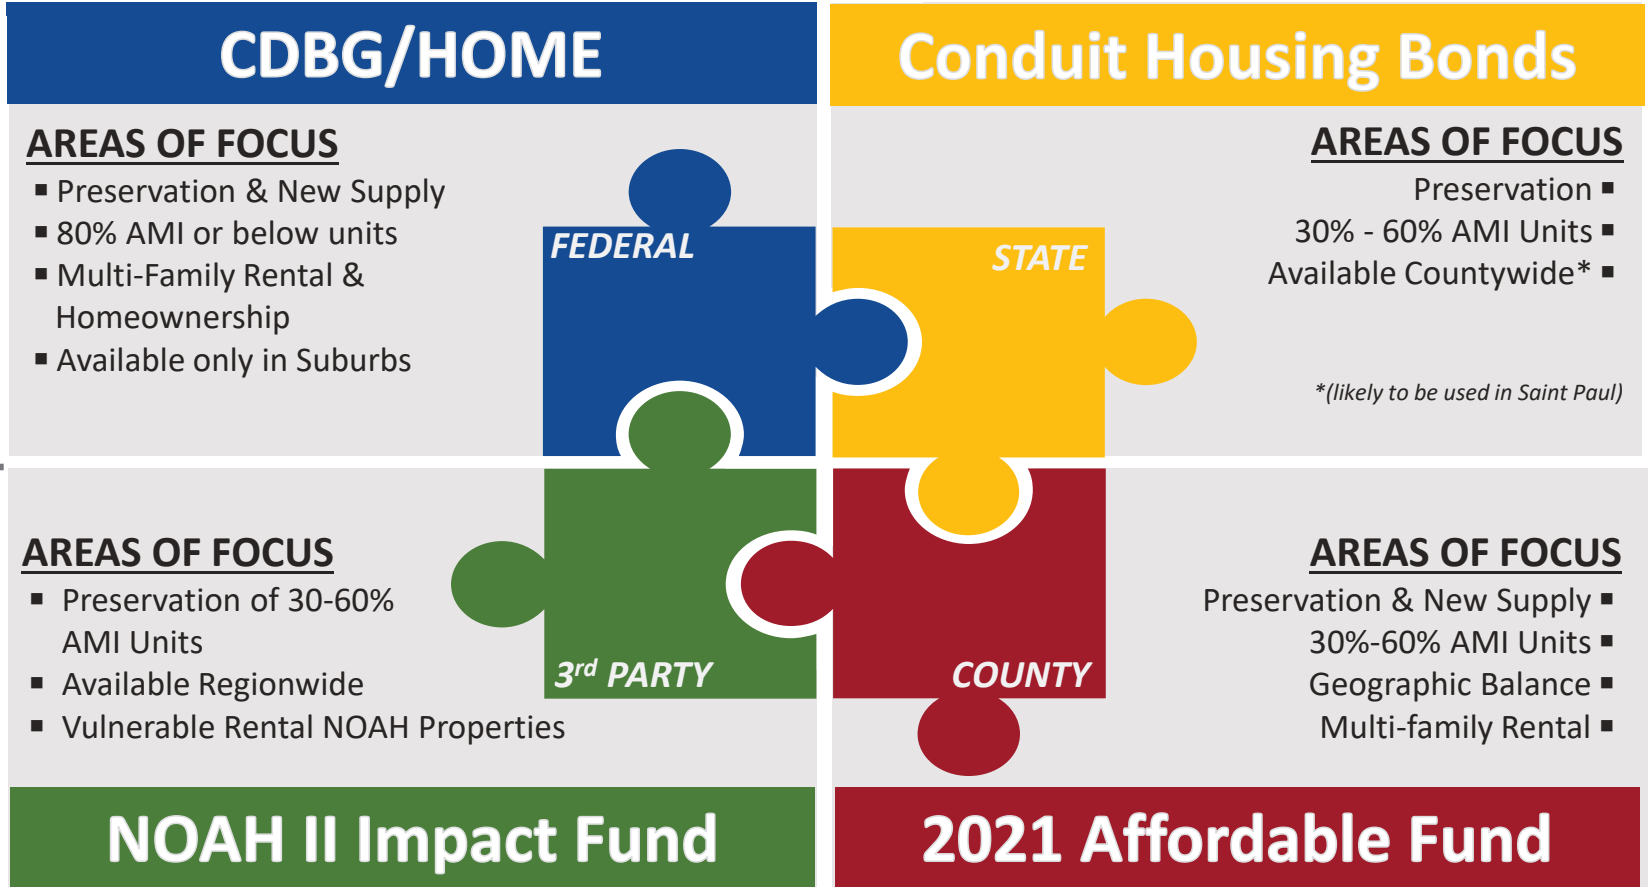 CDBG/HOME
AREAS OF FOCUS
▪ Preservation & New Supply
▪ 80% AMI or below units
▪ Multi-Family Rental &
Homeownership
▪ Available only in Suburbs
FEDERAL
Conduit Housing Bonds
AREAS OF FOCUS
Preservation ▪
30% - 60% AMI Units ▪
Available Countywide* ▪
*(likely to be used in Saint Paul)
STATE
AREAS OF FOCUS
▪ Preservation of 30-60%
AMI Units
▪ Available Regionwide
▪ Vulnerable Rental NOAH Properties
3rd PARTY
NOAH II Impact Fund
AREAS OF FOCUS
Preservation & New Supply ▪
30%-60% AMI Units ▪
Geographic Balance ▪
Multi-family Rental ▪
COUNTY
2021 Affordable Fund